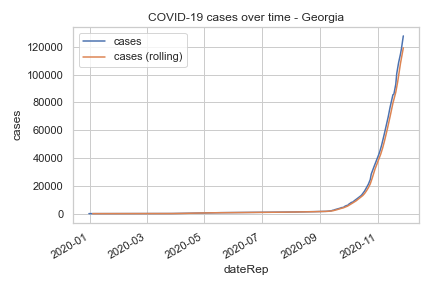 COVID-19 cases over time - Georgia
cases
cases (rolling)
120000
100000
80000
60000
40000
20000
0
cases
2020-01
2020-03
2020-05
2020-07
2020-09
2020-11
dateRep